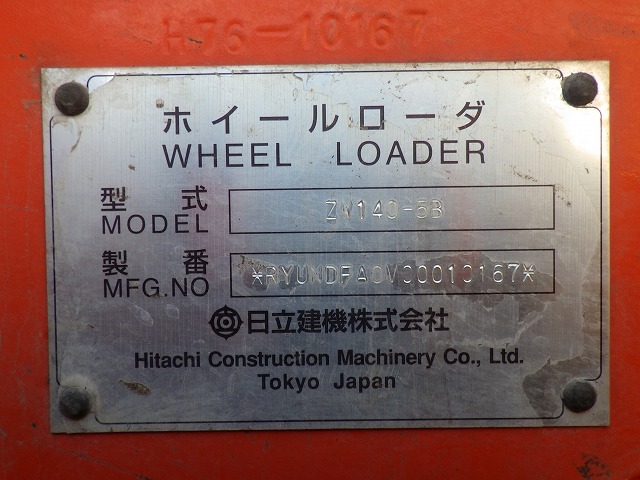 H76-10167
ホイールローダ
WHEEL LOADER
型式 ZW140-5B
MODEL
製番 *RYUNDFA0V00010167*
MFG.NO
日立建機株式会社
Hitachi Construction Machinery Co., Ltd.
Tokyo Japan